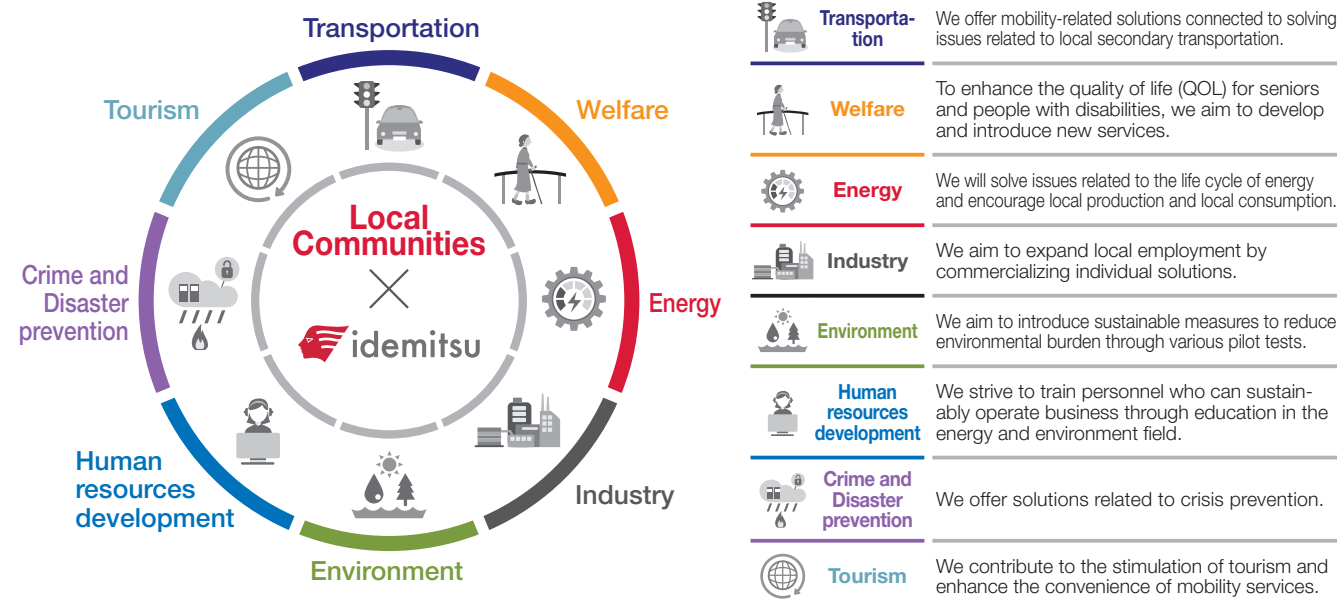 Transportation
Tourism
Welfare
Local
Communities
idemitsu
Crime and
Disaster
prevention
Energy
Human
resources
development
Industry
Environment
Transporta-
tion
We offer mobility-related solutions connected to solving
issues related to local secondary transportation.
Welfare
To enhance the quality of life (QOL) for seniors
and people with disabilities, we aim to develop
and introduce new services.
Energy
We will solve issues related to the life cycle of energy
and encourage local production and local consumption.
Industry
We aim to expand local employment by
commercializing individual solutions.
Environment
We aim to introduce sustainable measures to reduce
environmental burden through various pilot tests.
Human
resources
development
We strive to train personnel who can sustain-
ably operate business through education in the
energy and environment field.
Crime and
Disaster
prevention
We offer solutions related to crisis prevention.
Tourism
We contribute to the stimulation of tourism and
enhance the convenience of mobility services.